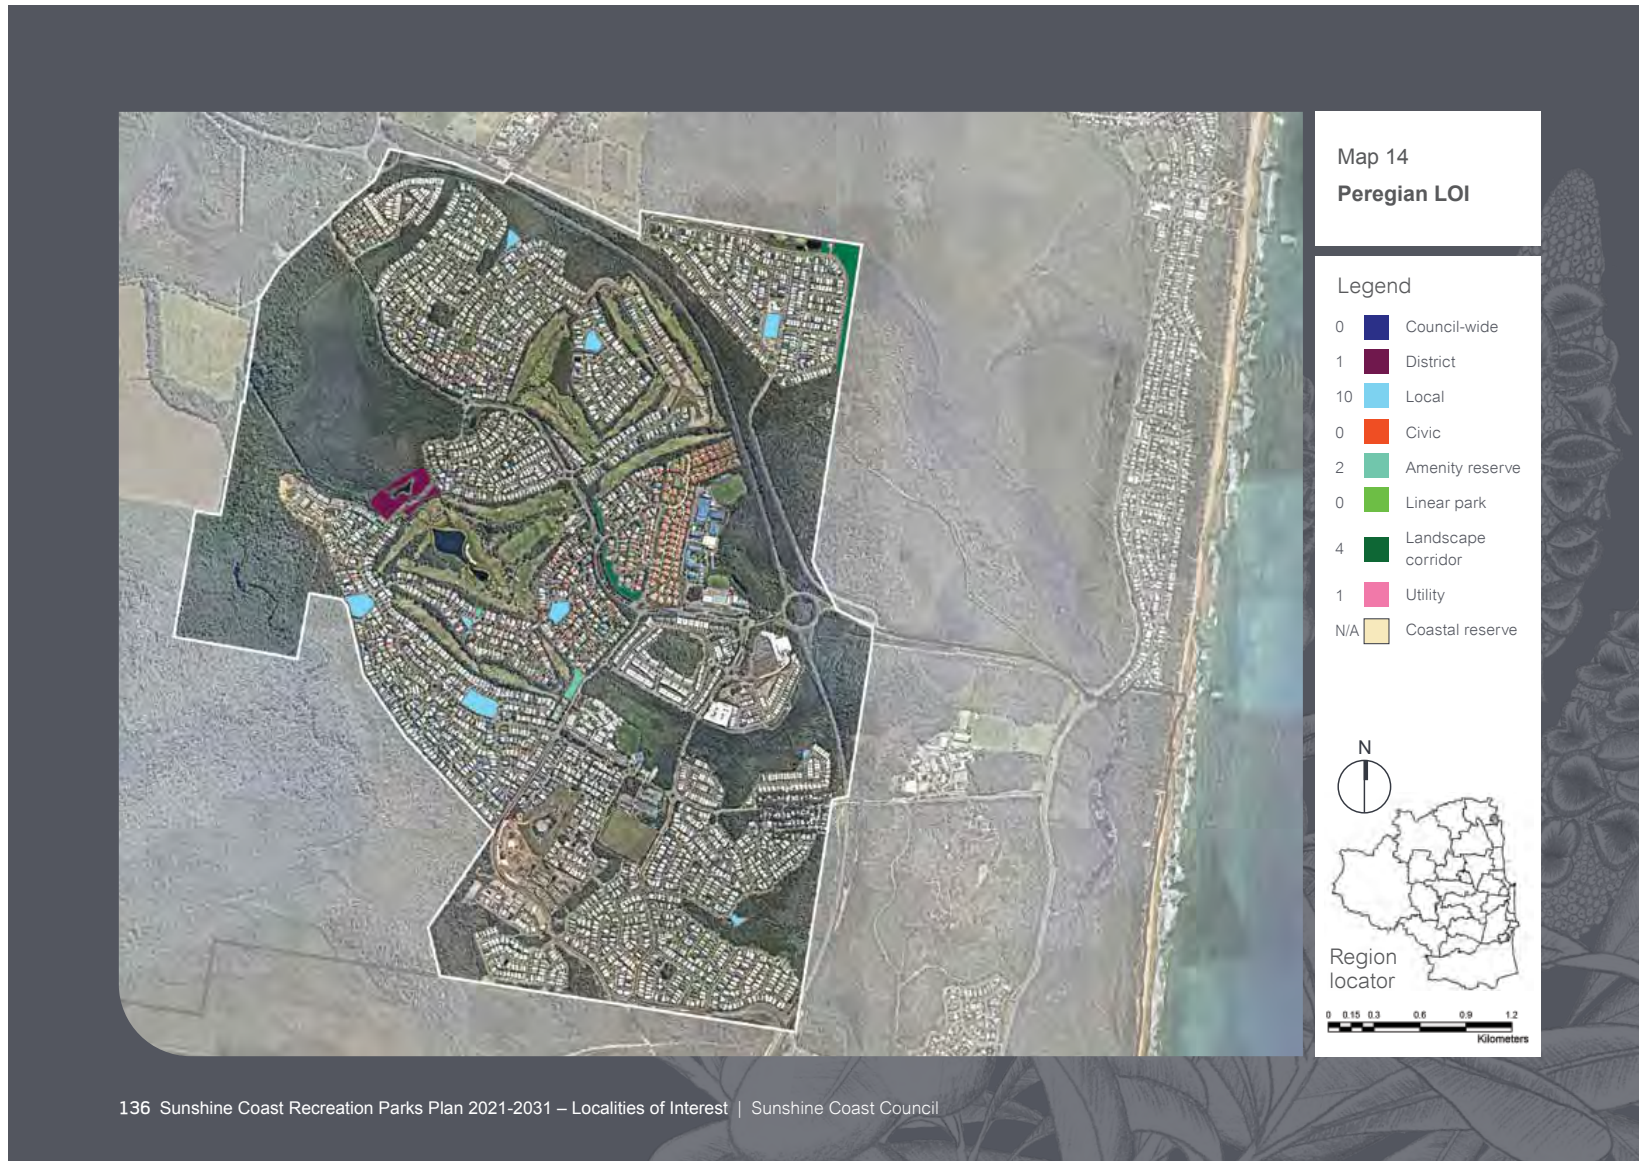 Map 14
Peregian LOI
Legend
0 Council-wide
1 District
10 Local
0 Civic
2 Amenity reserve
0 Linear park
4 Landscape
corridor
1 Utility
N/A Coastal reserve
N
Region
locator
0 0.15 0.3 0.6 0.9 1.2
Kilometers
136 Sunshine Coast Recreation Parks Plan 2021-2031 – Localities of Interest | Sunshine Coast Council